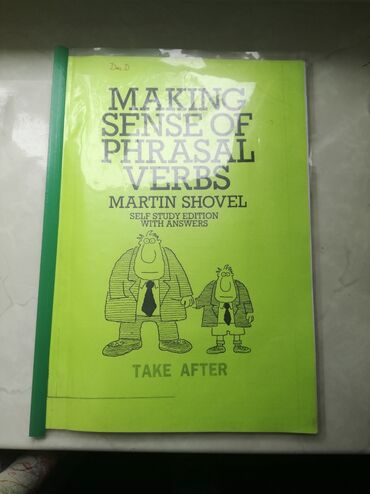 MAKING
SENSE OF
PHRASAL
VERBS
MARTIN SHOVEL
SELF STUDY EDITION
WITH ANSWERS
TAKE AFTER